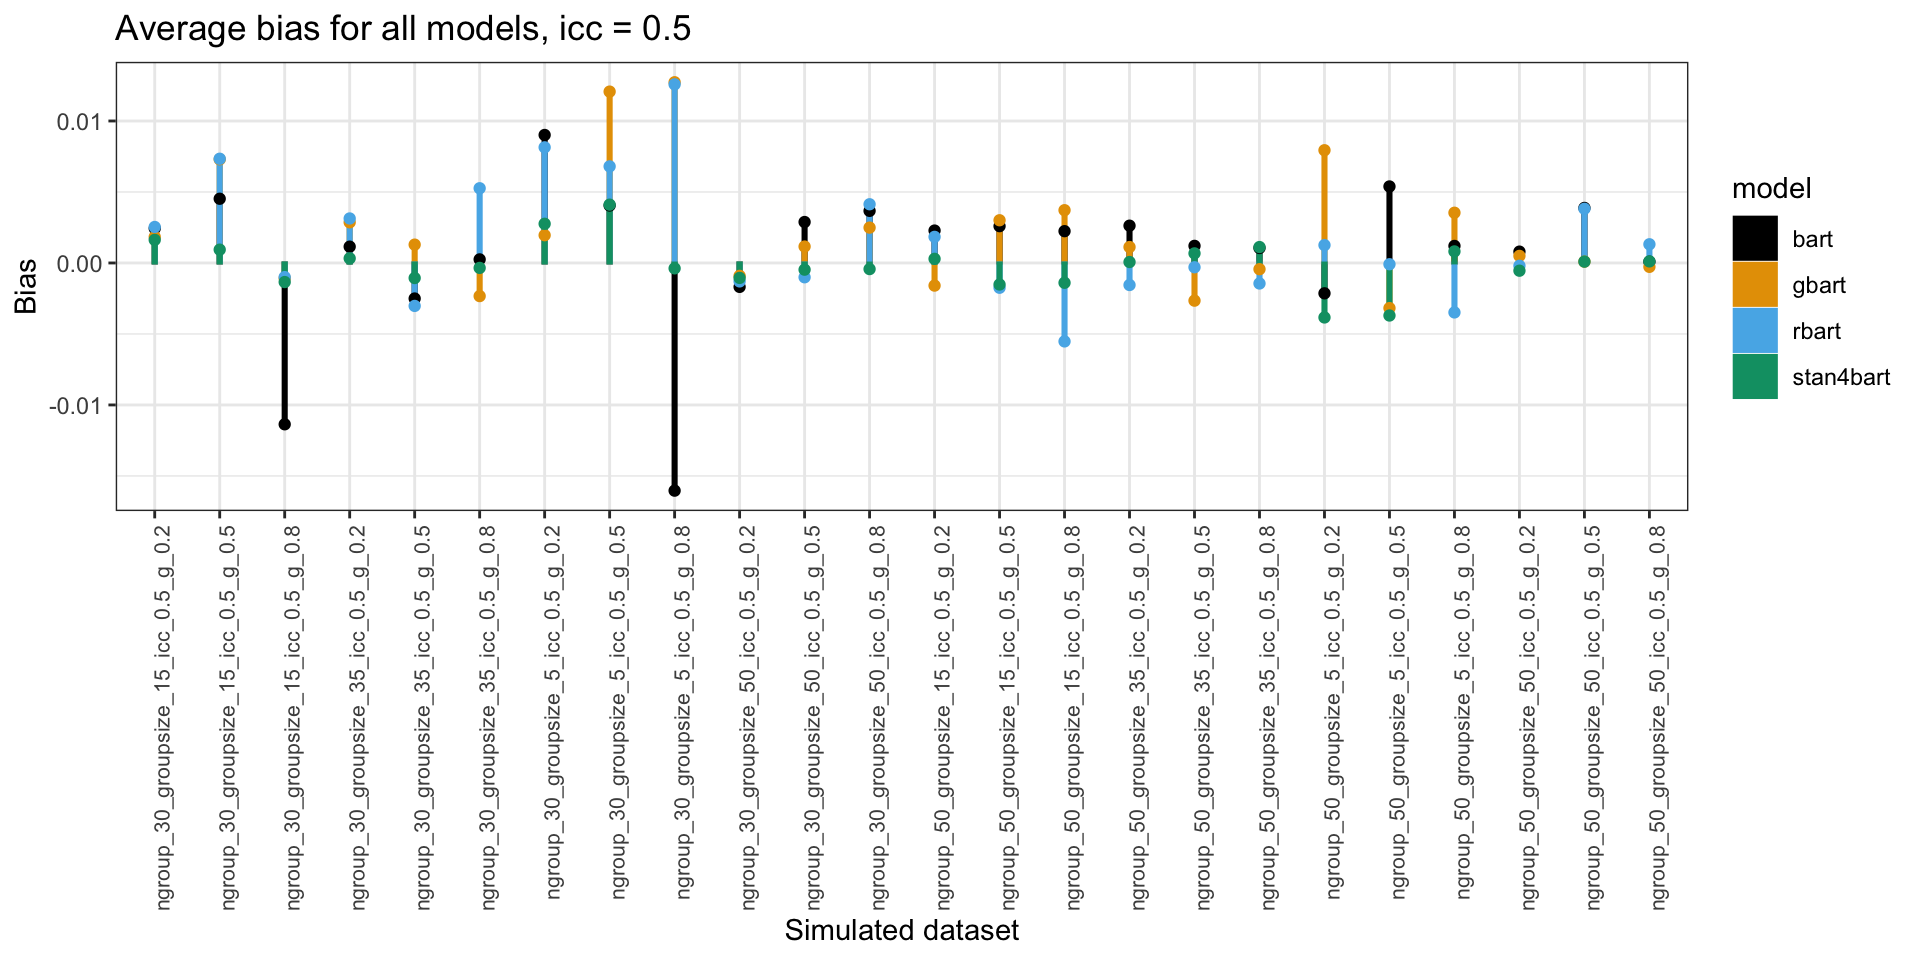 Average bias for all models, icc = 0.5
Bias
0.01
0.00
-0.01
ngroup_30_groupsize_15_icc_0.5_g_0.2
ngroup_30_groupsize_15_icc_0.5_g_0.5
ngroup_30_groupsize_15_icc_0.5_g_0.8
ngroup_30_groupsize_35_icc_0.5_g_0.2
ngroup_30_groupsize_35_icc_0.5_g_0.5
ngroup_30_groupsize_35_icc_0.5_g_0.8
ngroup_30_groupsize_5_icc_0.5_g_0.2
ngroup_30_groupsize_5_icc_0.5_g_0.5
ngroup_30_groupsize_5_icc_0.5_g_0.8
ngroup_30_groupsize_50_icc_0.5_g_0.2
ngroup_30_groupsize_50_icc_0.5_g_0.5
ngroup_30_groupsize_50_icc_0.5_g_0.8
ngroup_50_groupsize_15_icc_0.5_g_0.2
ngroup_50_groupsize_15_icc_0.5_g_0.5
ngroup_50_groupsize_15_icc_0.5_g_0.8
ngroup_50_groupsize_35_icc_0.5_g_0.2
ngroup_50_groupsize_35_icc_0.5_g_0.5
ngroup_50_groupsize_35_icc_0.5_g_0.8
ngroup_50_groupsize_5_icc_0.5_g_0.2
ngroup_50_groupsize_5_icc_0.5_g_0.5
ngroup_50_groupsize_5_icc_0.5_g_0.8
ngroup_50_groupsize_50_icc_0.5_g_0.2
ngroup_50_groupsize_50_icc_0.5_g_0.5
ngroup_50_groupsize_50_icc_0.5_g_0.8
Simulated dataset
model
bart
gbart
rbart
stan4bart